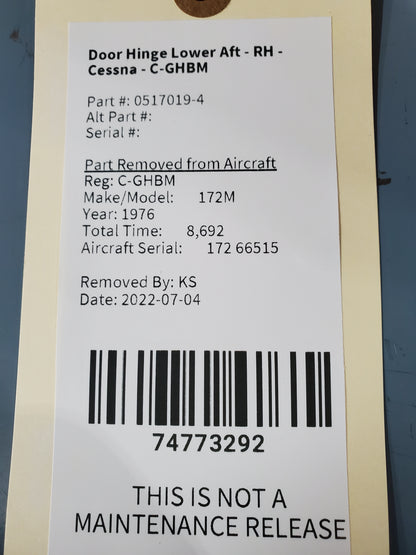 Door Hinge Lower Aft - RH -
Cessna - C-GHBM
Part #: 0517019-4
Alt Part #:
Serial #:
Part Removed from Aircraft
Reg: C-GHBM
Make/Model: 172M
Year: 1976
Total Time: 8,692
Aircraft Serial: 172 66515
Removed By: KS
Date: 2022-07-04
74773292
THIS IS NOT A
MAINTENANCE RELEASE